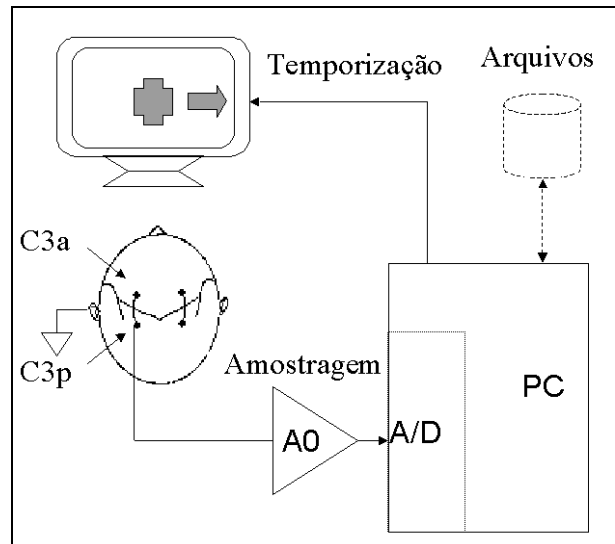 Temporização
Arquivos
C3a
C3p
Amostragem
A0
A/D
PC